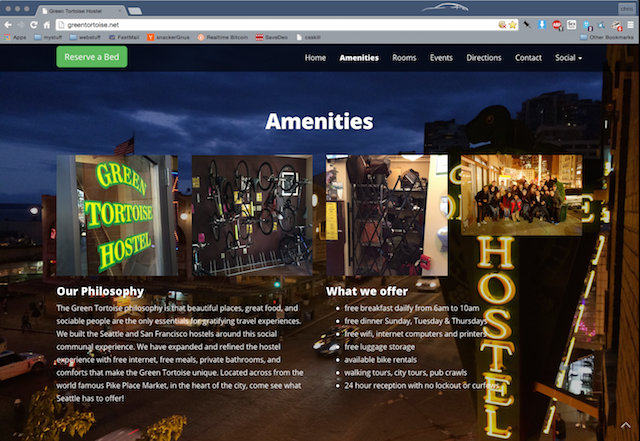 Green Tortoise Hostel
chris
greentortoise.net
Apps mystuff webstuff FastMail snackerGnus Realtime Bitcoin SaveDeo Other Bookmarks
Reserve a Bed
Home Amenities Rooms Events Directions Contact Social
Amenities
GREEN
TORTOISE
HOSTEL
HOSTEL
Our Philosophy
The Green Tortoise philosophy is that beautiful places, great food, and
sociable people are the only essentials for gratifying travel experiences.
We built the Seattle and San Francisco hostels around this social
communal experience. We have expanded and refined the hostel
experience with free internet, free meals, private bathrooms, and
comforts that make the Green Tortoise unique. Located across from the
world famous Pike Place Market, in the heart of the city, come see what
Seattle has to offer!
What we offer
free breakfast dailfy from 6am to 10am
free dinner Sunday, Tuesday & Thursdays
free wifi, internet computers and printers
free luggage storage
available bike rentals
walking tours, city tours, pub crawls
24 hour reception with no lockout or curfews